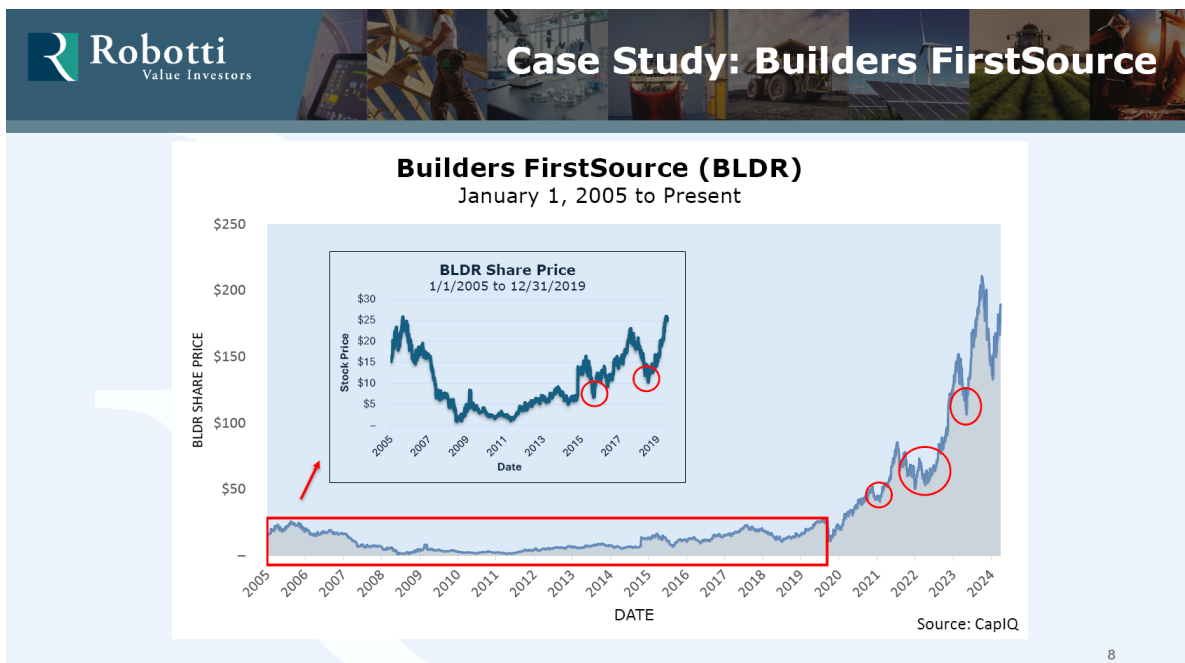 Robotti
Value Investors
Case Study: Builders FirstSource
Builders FirstSource (BLDR)
January 1, 2005 to Present
BLDR SHARE PRICE
$250
$200
$150
$100
$50
–
BLDR Share Price
1/1/2005 to 12/31/2019
Stock Price
$30
$25
$20
$15
$10
$5
–
2005 2007 2009 2011 2013 2015 2017 2019
Date
2005 2006 2007 2008 2009 2010 2011 2012 2013 2014 2015 2016 2017 2018 2019 2020 2021 2022 2023 2024
DATE
Source: CapIQ
8